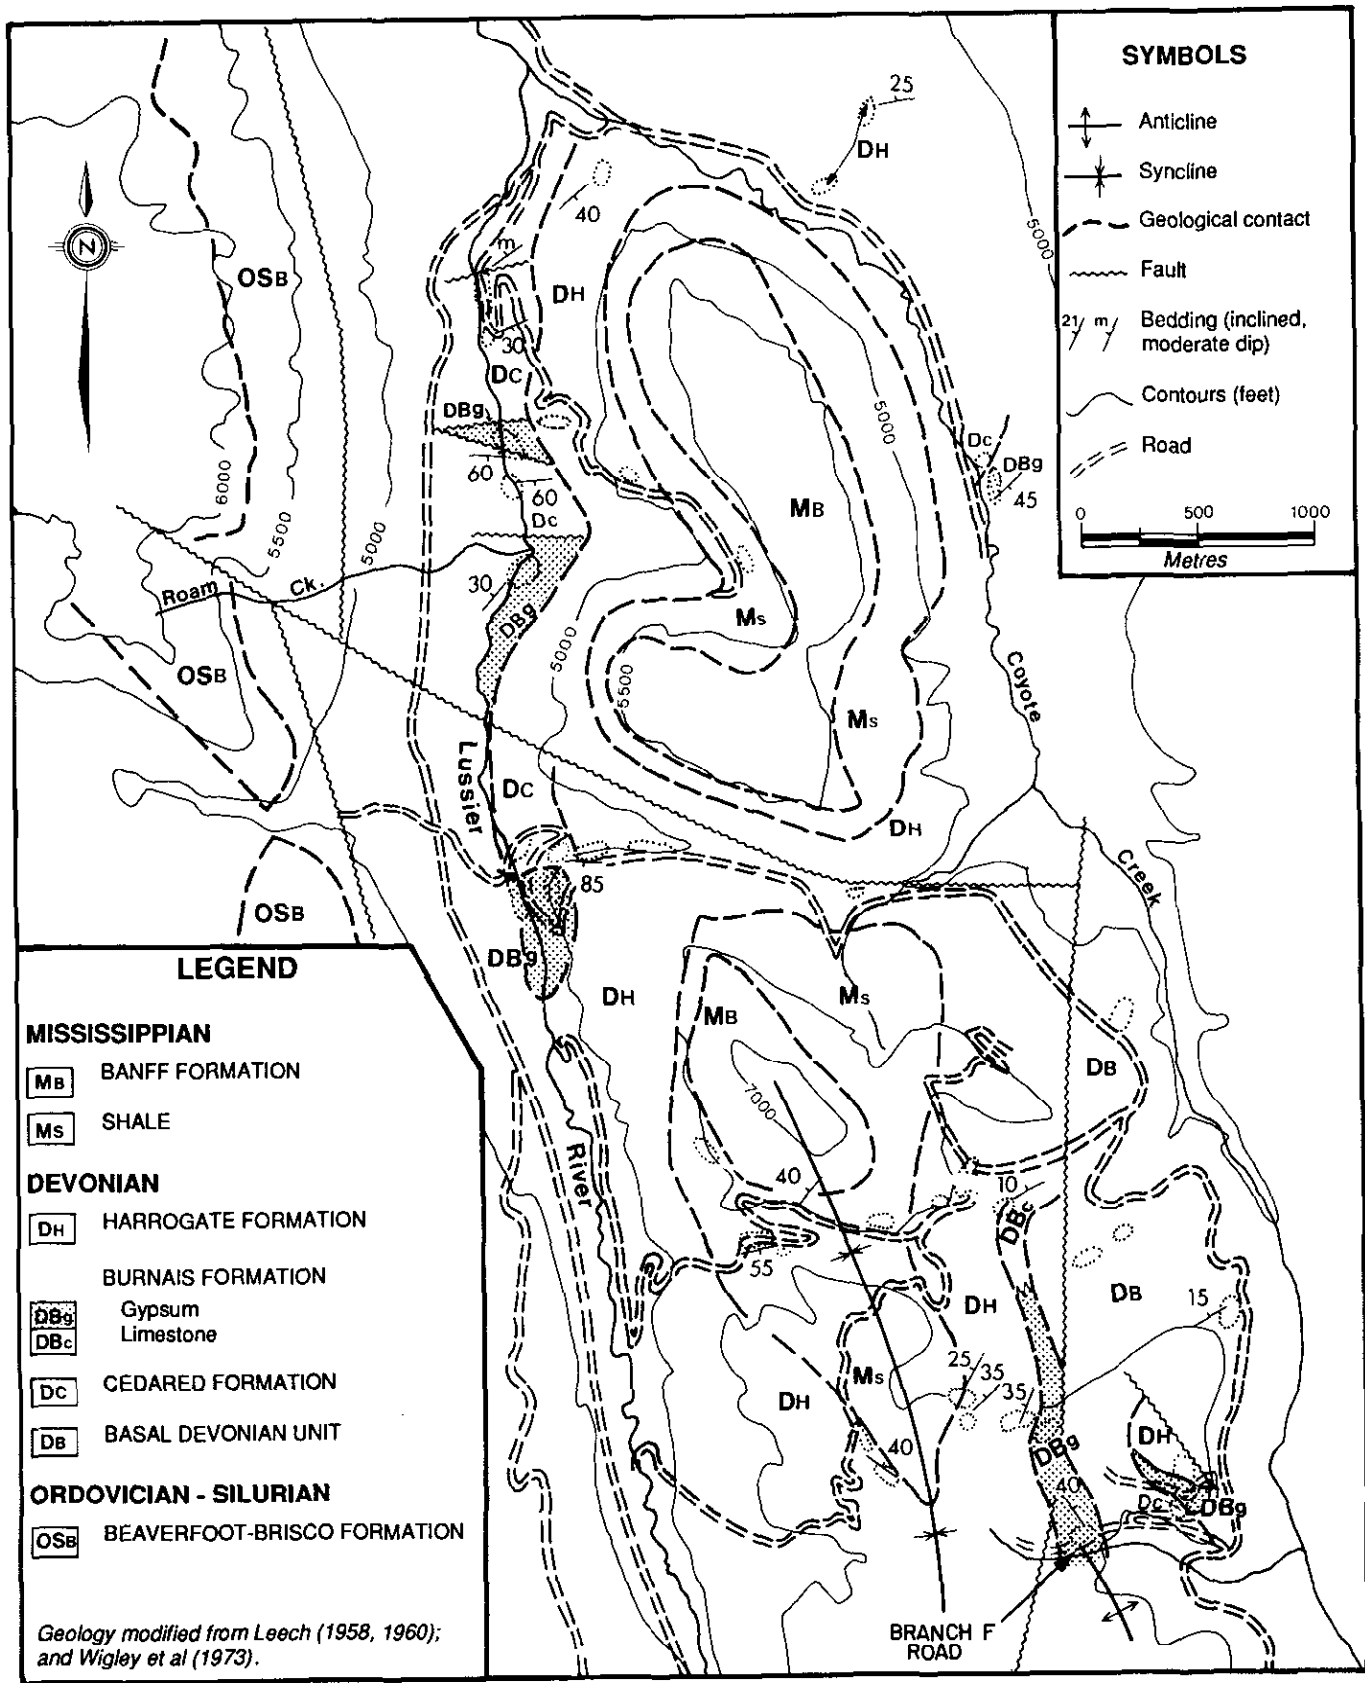 SYMBOLS
Anticline
Syncline
Geological contact
Fault
21 m
Bedding (inclined,
moderate dip)
Contours (feet)
Road
0 500 1000
Metres
N
25
DH
40
m
OSB
DH
5000
30
DC
5000
DBg
Dc
DBg
45
60
60
Dc
MB
6000
5500
5000
Roam Ck.
30
DBg
Ms
5000
OSB
5500
Ms
Coyote
Lussier
DC
DH
Creek
85
OSB
DBg
DH
Ms
MB
DB
7000
River
40
10
DBc
55
DH
DB
15
25
35
35
Ms
DH
DH
40
DBg
40
Dc
DBg
BRANCH F
ROAD
LEGEND
MISSISSIPPIAN
MB BANFF FORMATION
Ms SHALE
DEVONIAN
DH HARROGATE FORMATION
BURNAIS FORMATION
DBg Gypsum
DBc Limestone
DC CEDARED FORMATION
DB BASAL DEVONIAN UNIT
ORDOVICIAN - SILURIAN
OSB BEAVERFOOT-BRISCO FORMATION
Geology modified from Leech (1958, 1960);
and Wigley et al (1973).